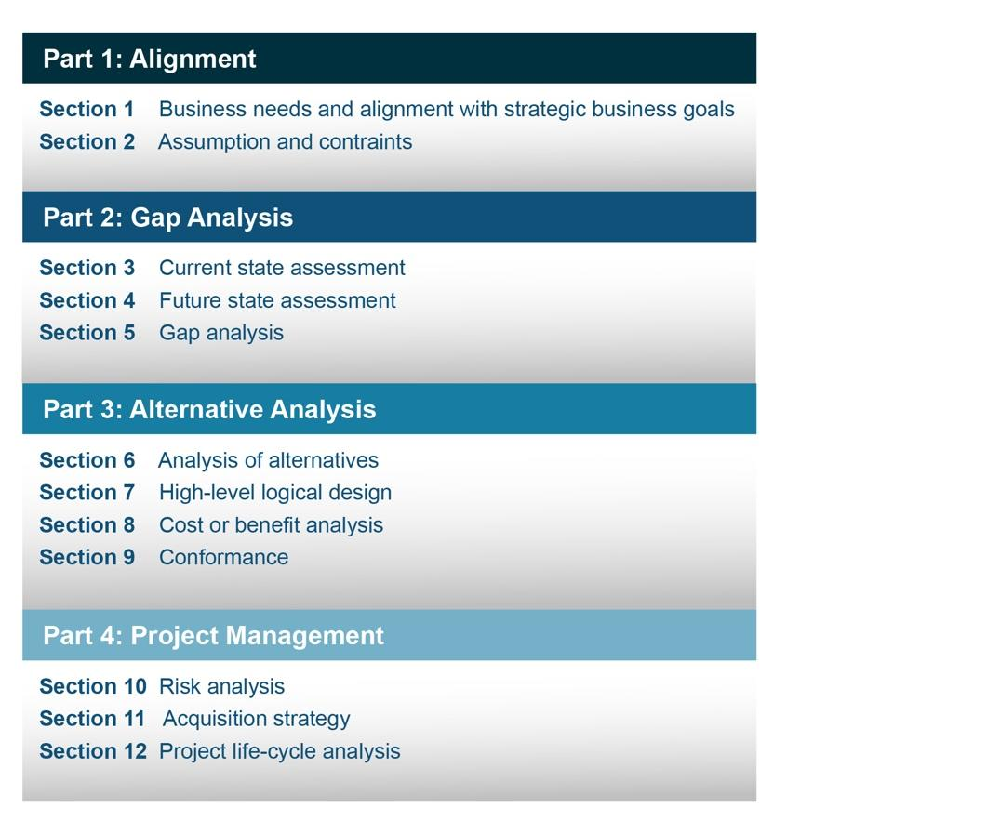 Part 1: Alignment
Section 1 Business needs and alignment with strategic business goals
Section 2 Assumption and contraints
Part 2: Gap Analysis
Section 3 Current state assessment
Section 4 Future state assessment
Section 5 Gap analysis
Part 3: Alternative Analysis
Section 6 Analysis of alternatives
Section 7 High-level logical design
Section 8 Cost or benefit analysis
Section 9 Conformance
Part 4: Project Management
Section 10 Risk analysis
Section 11 Acquisition strategy
Section 12 Project life-cycle analysis